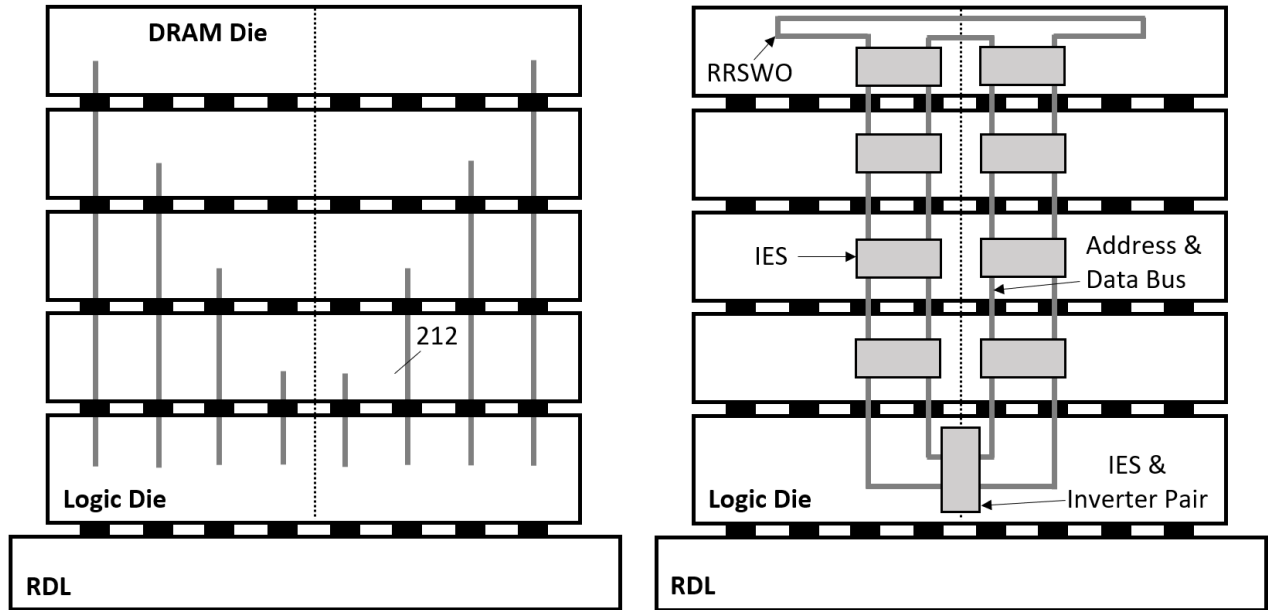 DRAM Die
212
Logic Die
RDL
RRSWO
IES
Address &
Data Bus
IES &
Inverter Pair
Logic Die
RDL